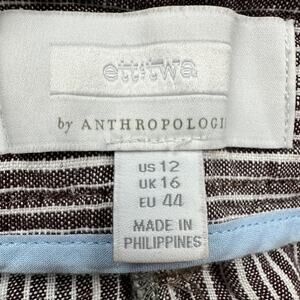 ett:twa
by ANTHROPOLOGI
US 12
UK 16
EU 44
MADE IN
PHILIPPINES